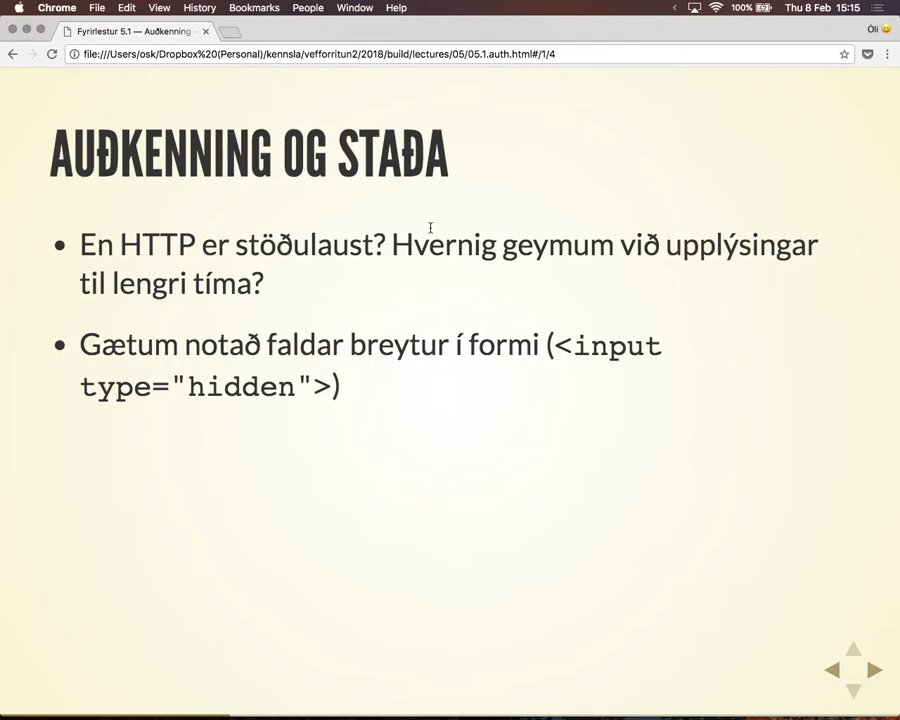 Chrome File Edit View History Bookmarks People Window Help 100% Thu 8 Feb 15:15
Fyrirlestur 5.1 — Auðkenning Óli
file:///Users/osk/Dropbox%20(Personal)/kennsla/vefforritun2/2018/build/lectures/05/05.1.auth.html#/1/4
AUÐKENNING OG STAÐA
• En HTTP er stöðulaust? Hvernig geymum við upplýsingar
til lengri tíma?
• Gætum notað faldar breytur í formi (<input
type="hidden">)